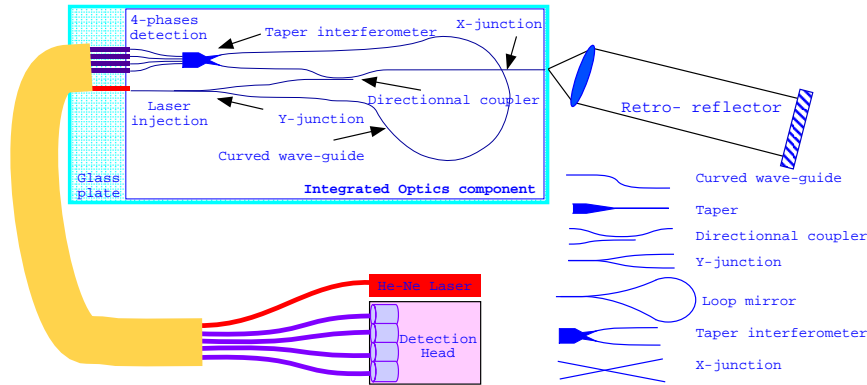 4-phases
detection
Taper interferometer
X-junction
Laser
injection
Y-junction
Directionnal coupler
Curved wave-guide
Glass
plate
Integrated Optics component
Retro- reflector
Curved wave-guide
Taper
Directionnal coupler
Y-junction
Loop mirror
Taper interferometer
X-junction
He-Ne Laser
Detection
Head